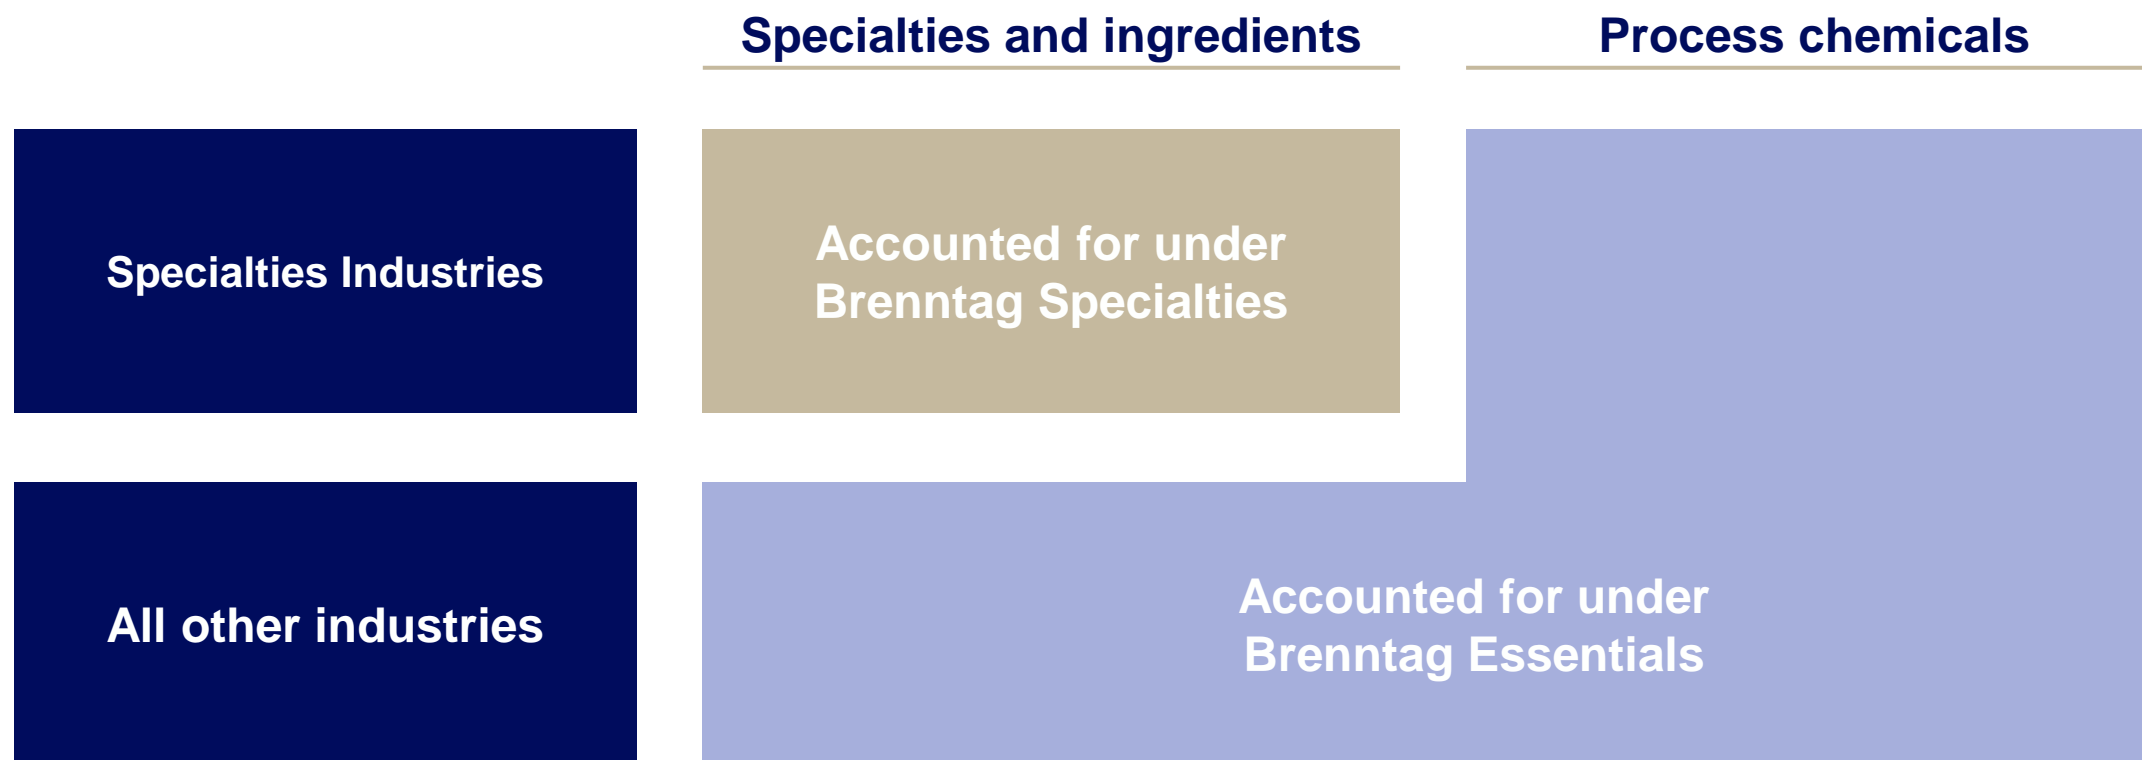 Specialties and ingredients
Process chemicals
Specialties Industries
Accounted for under
Brenntag Specialties
All other industries
Accounted for under
Brenntag Essentials